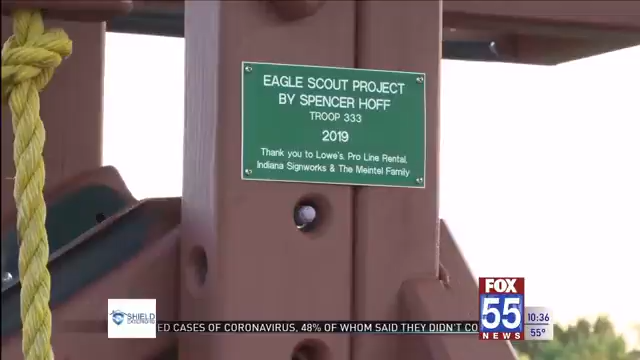 EAGLE SCOUT PROJECT
BY SPENCER HOFF
TROOP 333
2019
Thank you to Lowe's, Pro Line Rental,
Indiana Signworks & The Meintel Family
FOX
55
NEWS
10:36
55°
SHIELD
ED CASES OF CORONAVIRUS, 48% OF WHOM SAID THEY DIDN'T CO